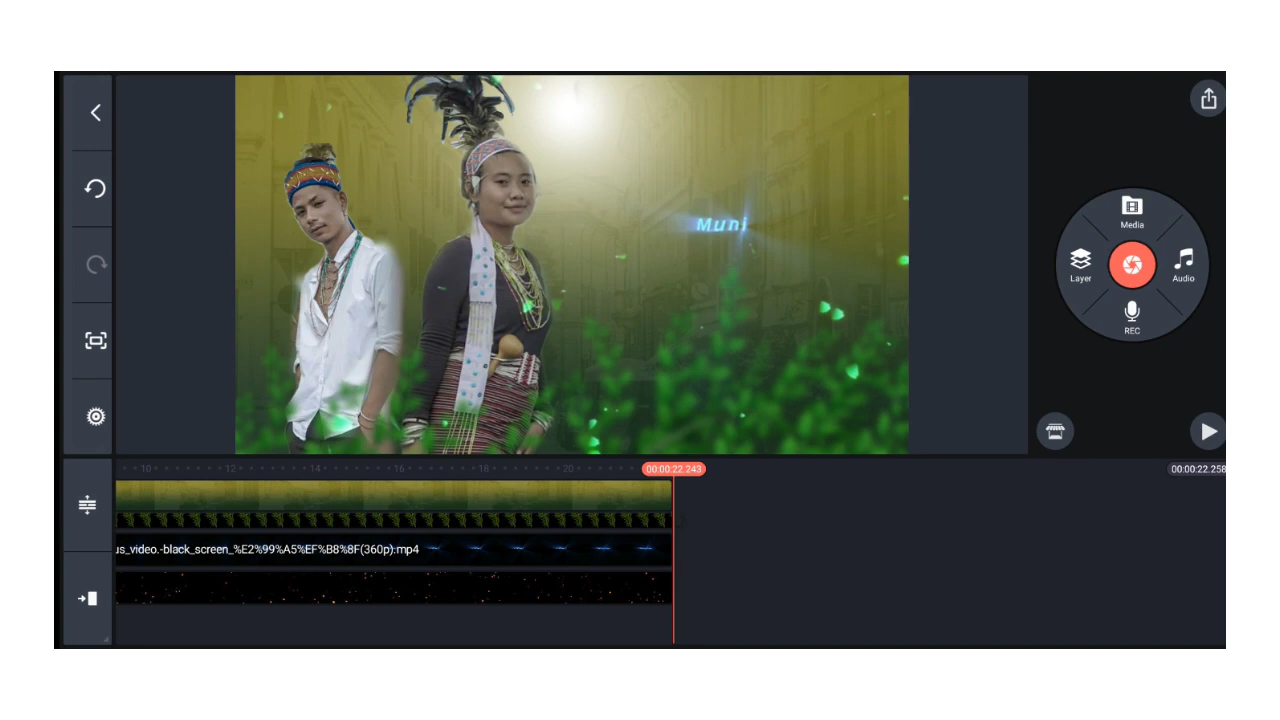 Muni
Media
Layer
Audio
REC
10 12 14 16 18 20
00:00:22.243
00:00:22.258
us_video.-black_screen_%E2%99%A5%EF%B8%8F(360p).mp4